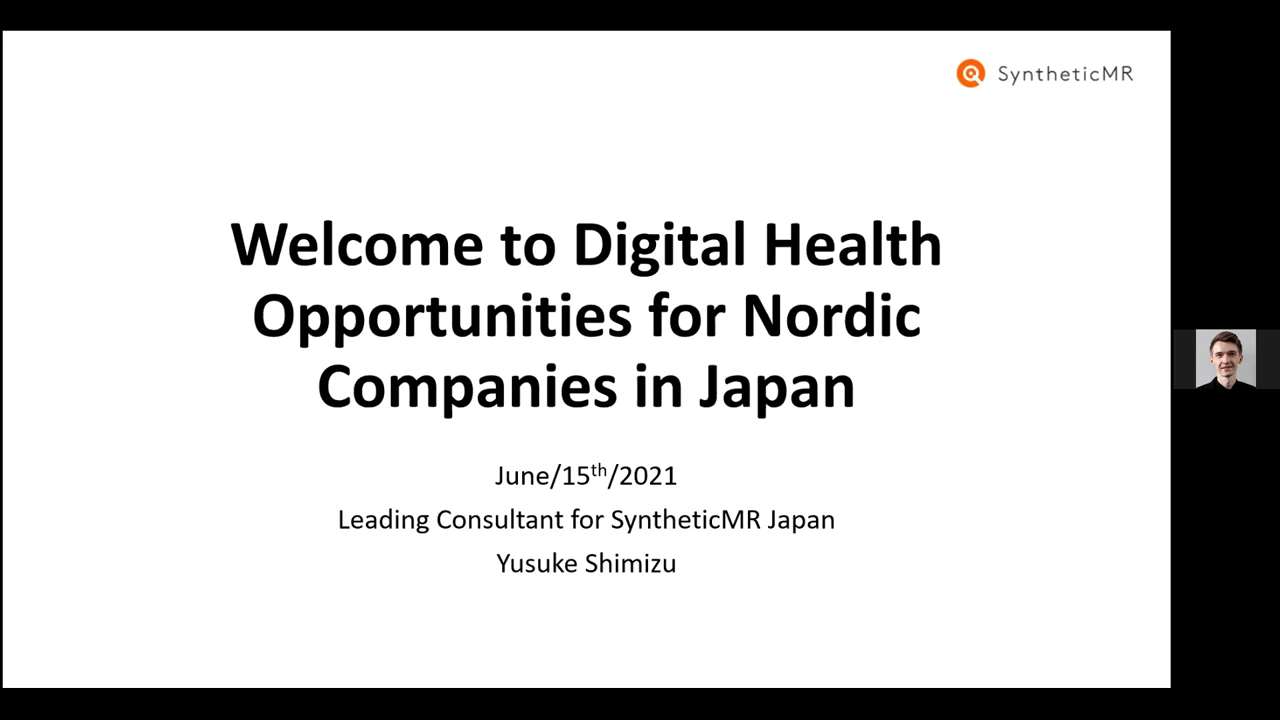 SyntheticMR
Welcome to Digital Health
Opportunities for Nordic
Companies in Japan
June/15th/2021
Leading Consultant for SyntheticMR Japan
Yusuke Shimizu